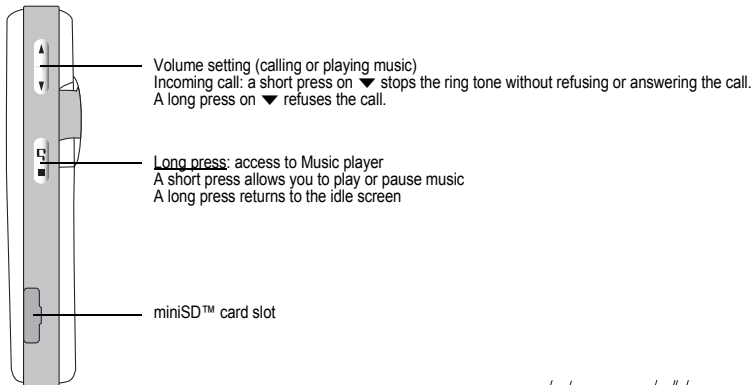 Volume setting (calling or playing music)
Incoming call: a short press on ▼ stops the ring tone without refusing or answering the call.
A long press on ▼ refuses the call.
Long press: access to Music player
A short press allows you to play or pause music
A long press returns to the idle screen
miniSD™ card slot